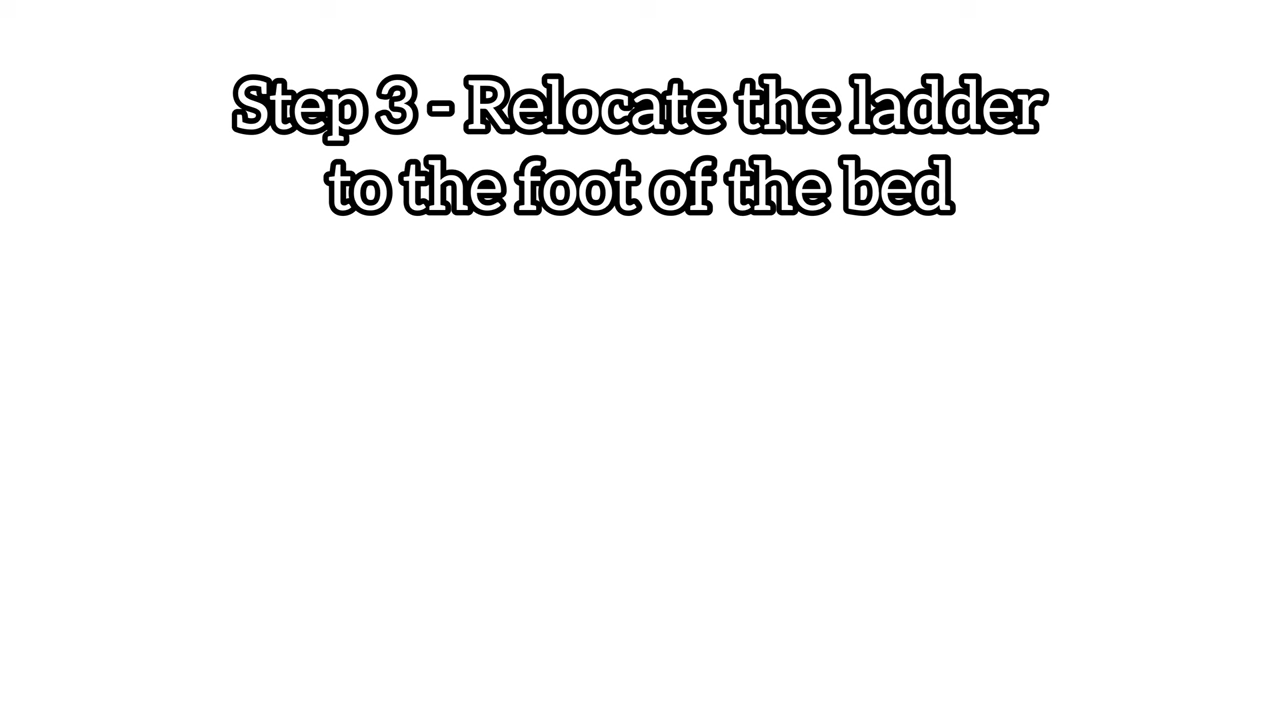 Step 3 - Relocate the ladder
to the foot of the bed